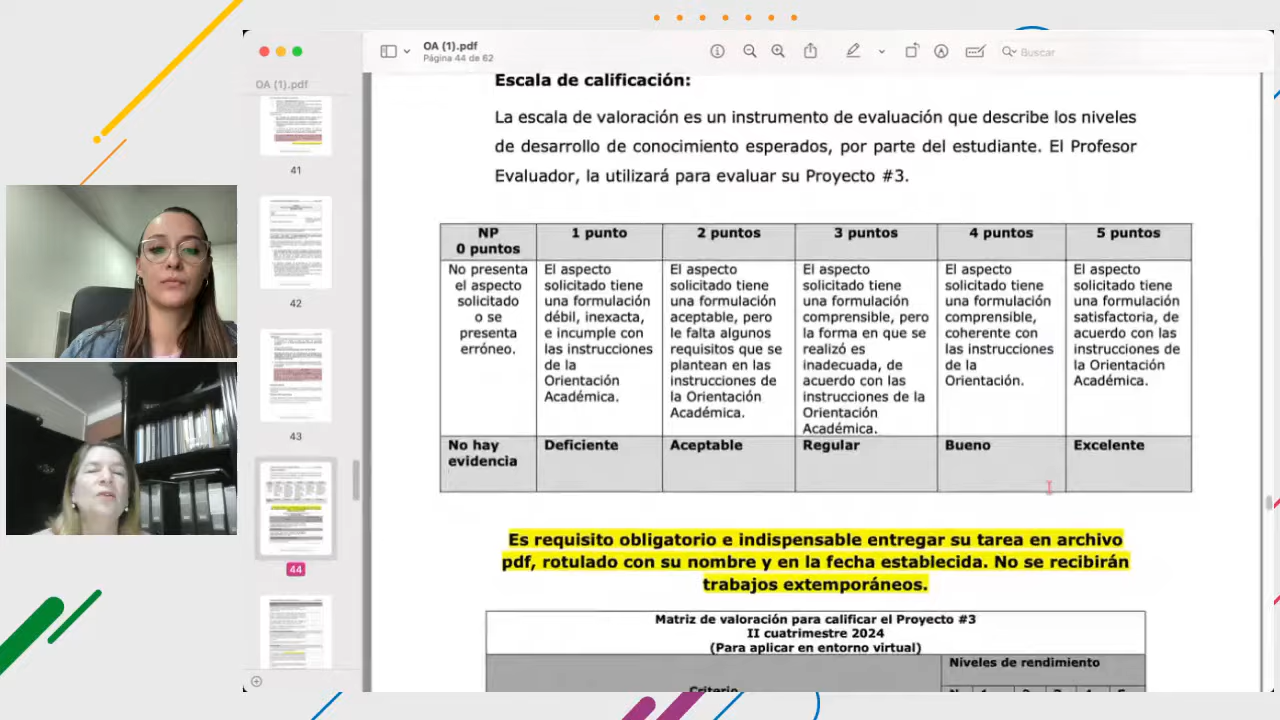 OA (1).pdf
Página 44 de 62
Buscar
OA (1).pdf
41
42
43
44
Escala de calificación:
La escala de valoración es un instrumento de evaluación que describe los niveles
de desarrollo de conocimiento esperados, por parte del estudiante. El Profesor
Evaluador, la utilizará para evaluar su Proyecto #3.
NP
0 puntos
1 punto
2 puntos
3 puntos
4 puntos
5 puntos
No presenta
el aspecto
solicitado
o se
presenta
erróneo.
El aspecto
solicitado tiene
una formulación
débil, inexacta,
e incumple con
las instrucciones
de la
Orientación
Académica.
El aspecto
solicitado tiene
una formulación
aceptable, pero
le falta algunos
requisitos que se
plantean en las
instrucciones de
la Orientación
Académica.
El aspecto
solicitado tiene
una formulación
comprensible, pero
la forma en que se
realizó es
inadecuada, de
acuerdo con las
instrucciones de la
Orientación
Académica.
El aspecto
solicitado tiene
una formulación
comprensible,
coherente con
las instrucciones
de la
Orientación.
El aspecto
solicitado tiene
una formulación
satisfactoria, de
acuerdo con las
instrucciones de
la Orientación
Académica.
No hay
evidencia
Deficiente
Aceptable
Regular
Bueno
Excelente
Es requisito obligatorio e indispensable entregar su tarea en archivo
pdf, rotulado con su nombre y en la fecha establecida. No se recibirán
trabajos extemporáneos.
Matriz de valoración para calificar el Proyecto #3
II cuatrimestre 2024
(Para aplicar en entorno virtual)
Niveles de rendimiento
Criterio